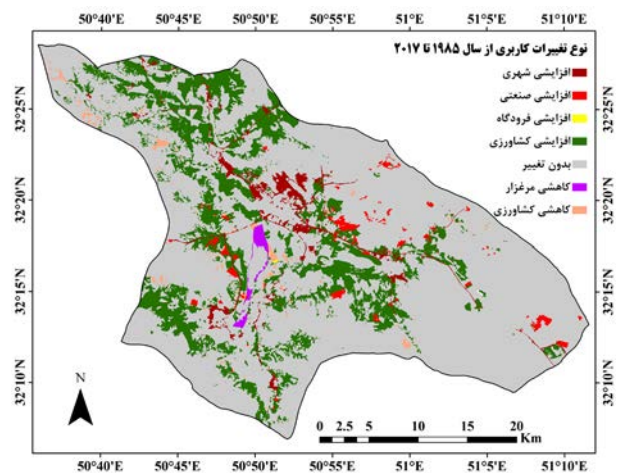 50°40'E 50°45'E 50°50'E 50°55'E 51°0'E 51°5'E 51°10'E
نوع تغییرات کاربری از سال ۱۹۸۵ تا ۲۰۱۷
افزایشی شهری
افزایشی صنعتی
افزایشی فرودگاه
افزایشی کشاورزی
بدون تغییر
کاهشی مرغزار
کاهشی کشاورزی
32°25'N 32°25'N
32°20'N 32°20'N
32°15'N 32°15'N
32°10'N 32°10'N
N
0 2.5 5 10 15 20
Km
50°40'E 50°45'E 50°50'E 50°55'E 51°0'E 51°5'E 51°10'E